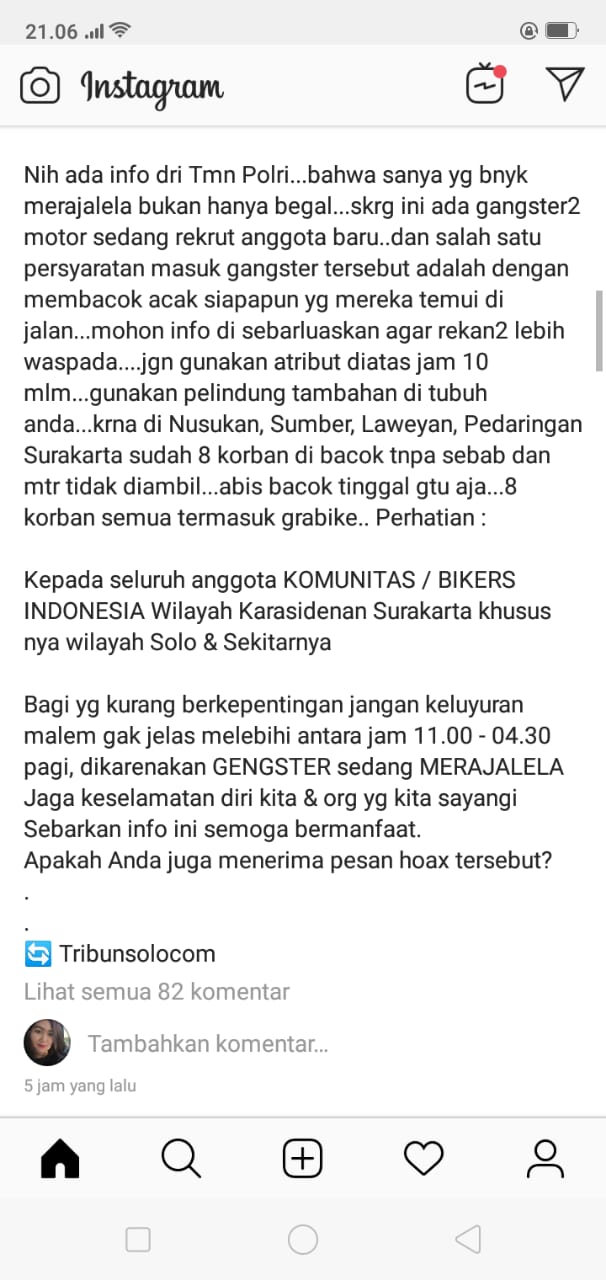 21.06
Instagram
Nih ada info dri Tmn Polri...bahwa sanya yg bnyk
merajalela bukan hanya begal...skrg ini ada gangster2
motor sedang rekrut anggota baru..dan salah satu
persyaratan masuk gangster tersebut adalah dengan
membacok acak siapapun yg mereka temui di
jalan...mohon info di sebarluaskan agar rekan2 lebih
waspada....jgn gunakan atribut diatas jam 10
mlm...gunakan pelindung tambahan di tubuh
anda...krna di Nusukan, Sumber, Laweyan, Pedaringan
Surakarta sudah 8 korban di bacok tnpa sebab dan
mtr tidak diambil...abis bacok tinggal gtu aja...8
korban semua termasuk grabike.. Perhatian :
Kepada seluruh anggota KOMUNITAS / BIKERS
INDONESIA Wilayah Karasidenan Surakarta khusus
nya wilayah Solo & Sekitarnya
Bagi yg kurang berkepentingan jangan keluyuran
malem gak jelas melebihi antara jam 11.00 - 04.30
pagi, dikarenakan GENGSTER sedang MERAJALELA
Jaga keselamatan diri kita & org yg kita sayangi
Sebarkan info ini semoga bermanfaat.
Apakah Anda juga menerima pesan hoax tersebut?
.
.
🔄 Tribunsolocom
Lihat semua 82 komentar
Tambahkan komentar...
5 jam yang lalu